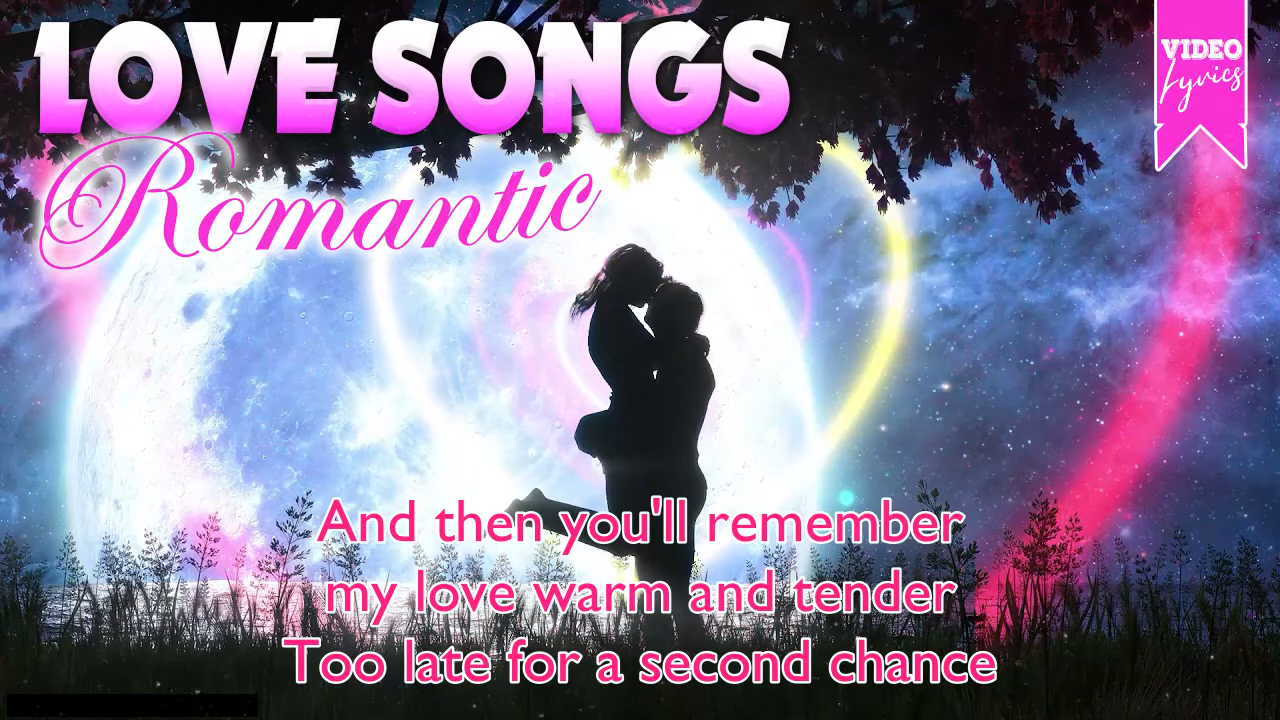 LOVE SONGS
Romantic
VIDEO
Lyrics
And then you'll remember
my love warm and tender
Too late for a second chance